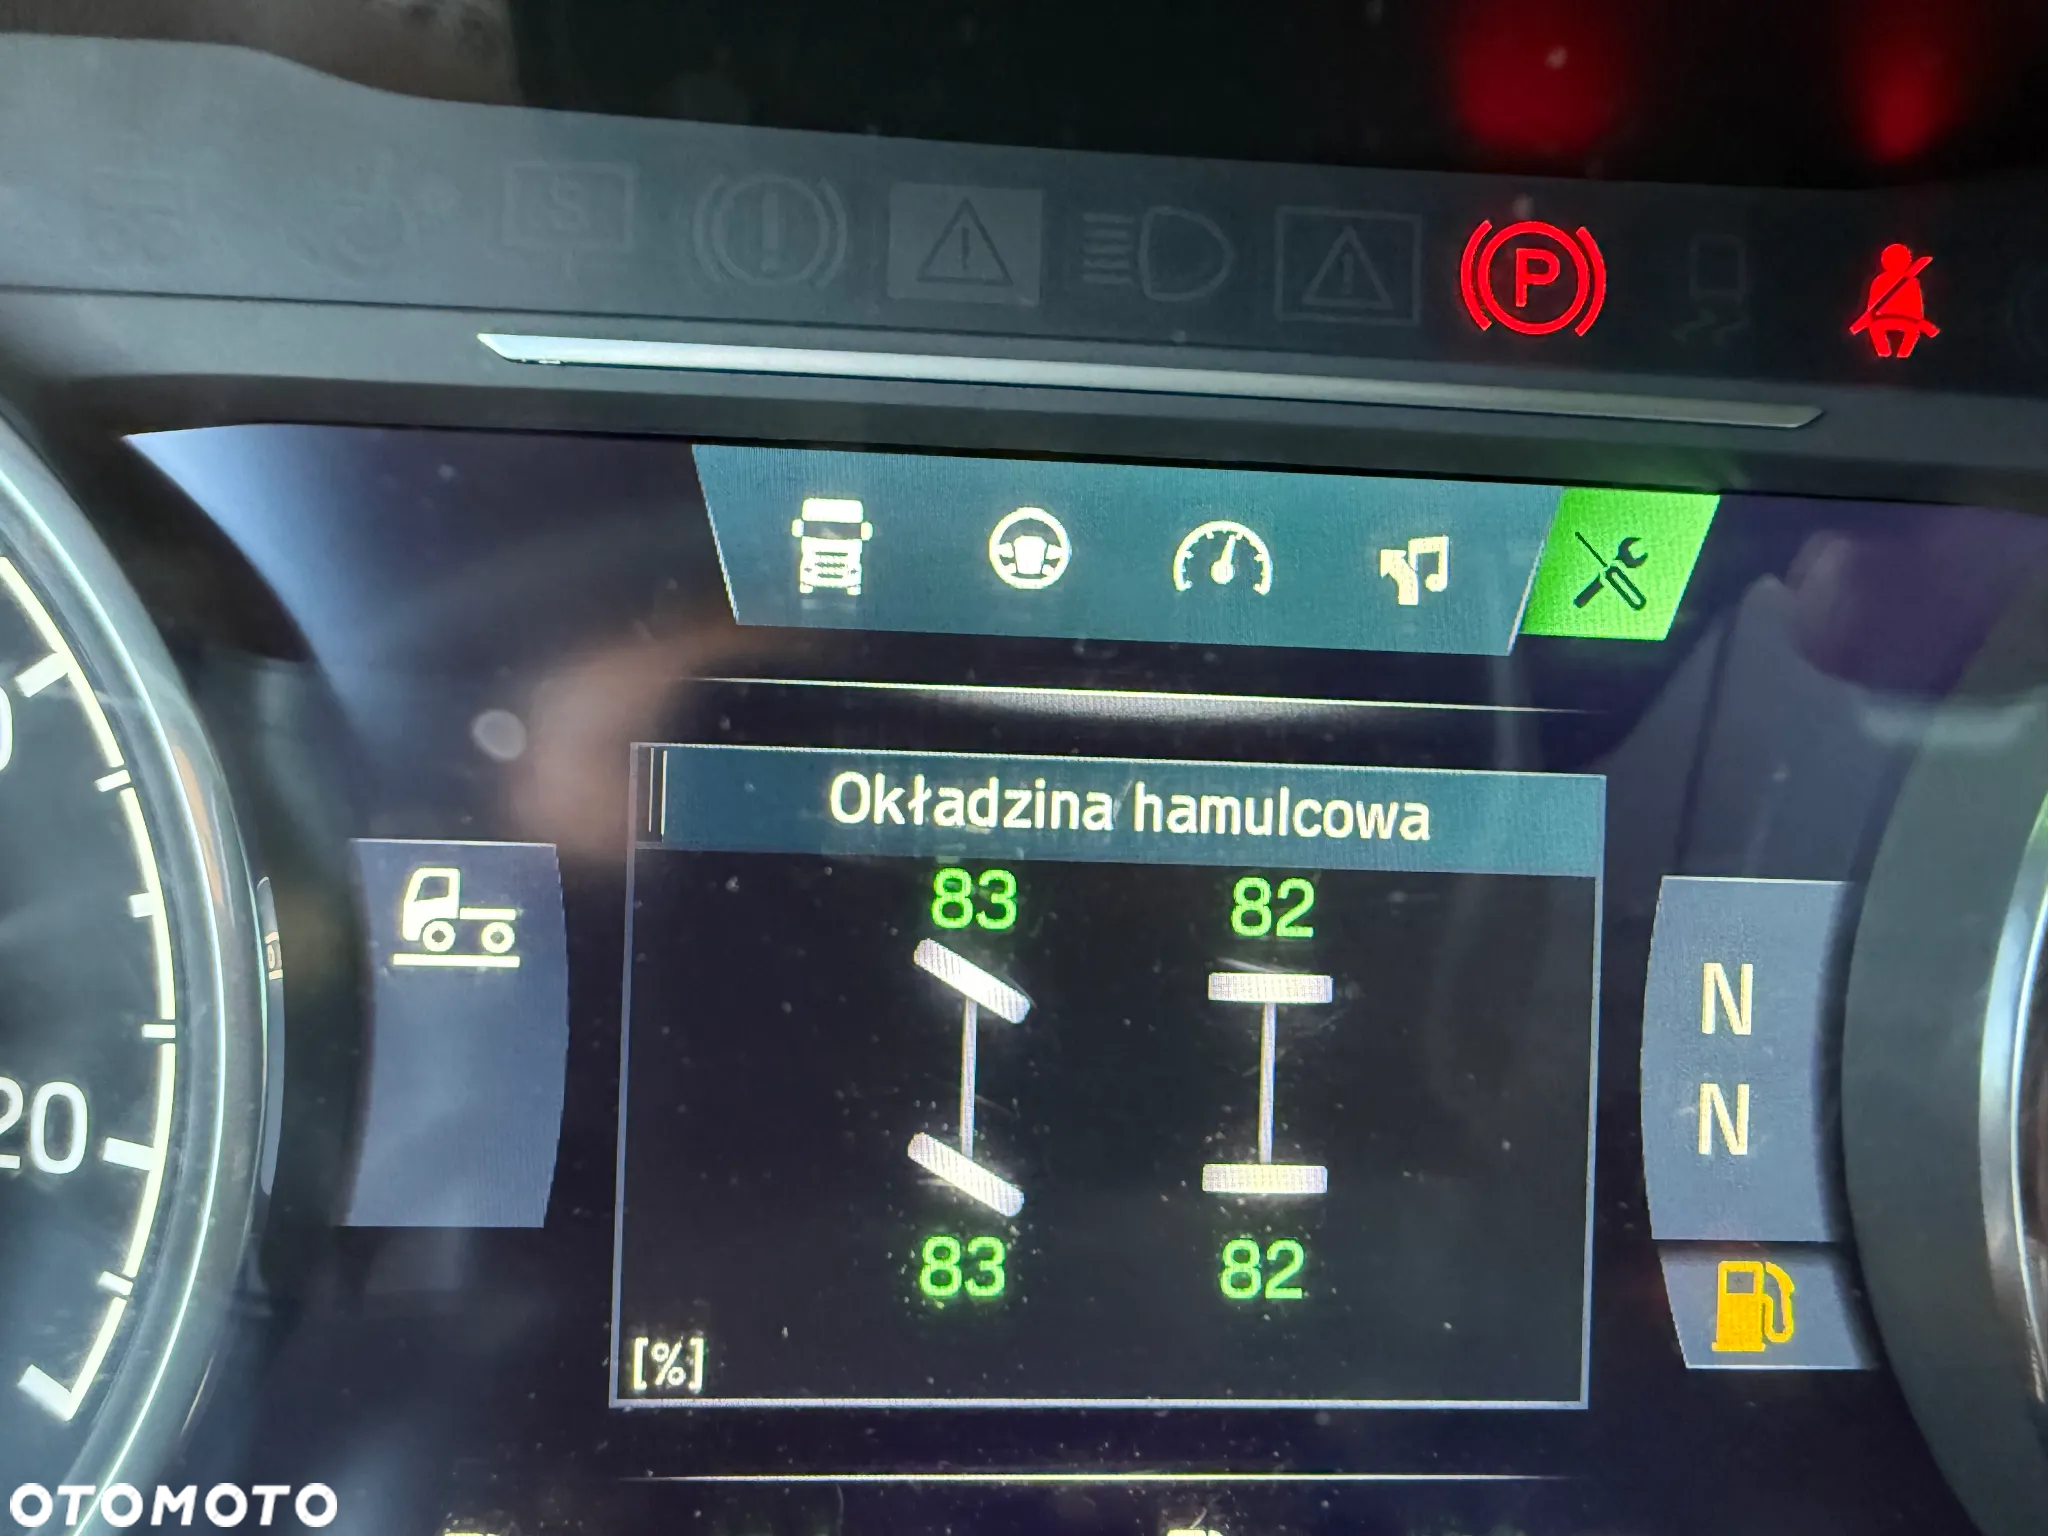 S
P
Okładzina hamulcowa
83 82
N
N
20
83 82
[%]
OTOMOTO